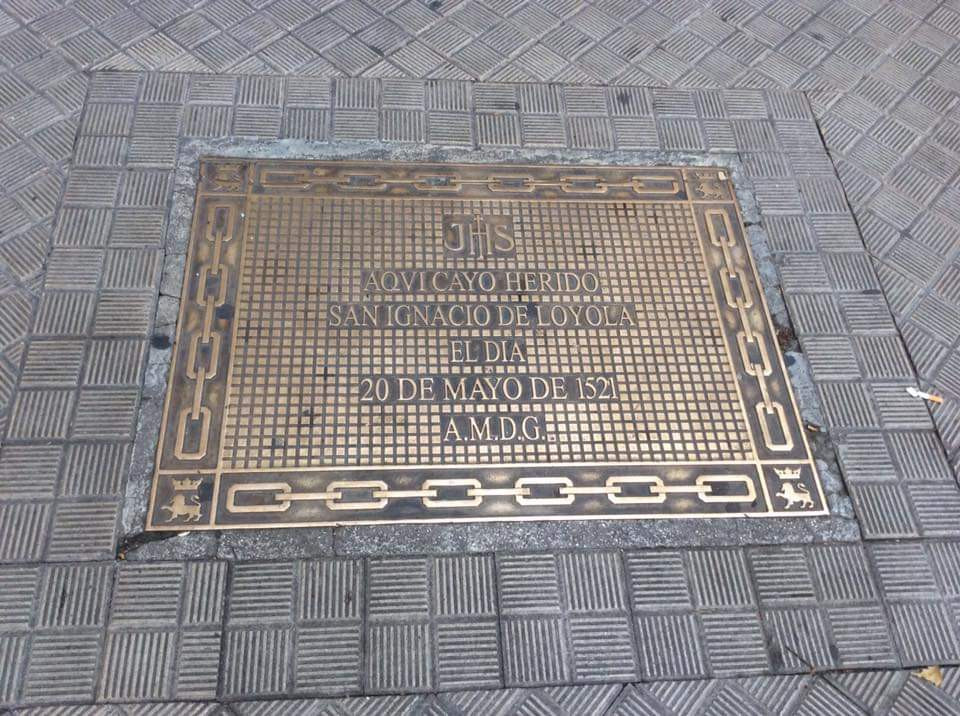 JHS
AQVI CAYO HERIDO
SAN IGNACIO DE LOYOLA
EL DIA
20 DE MAYO DE 1521
A.M.D.G.